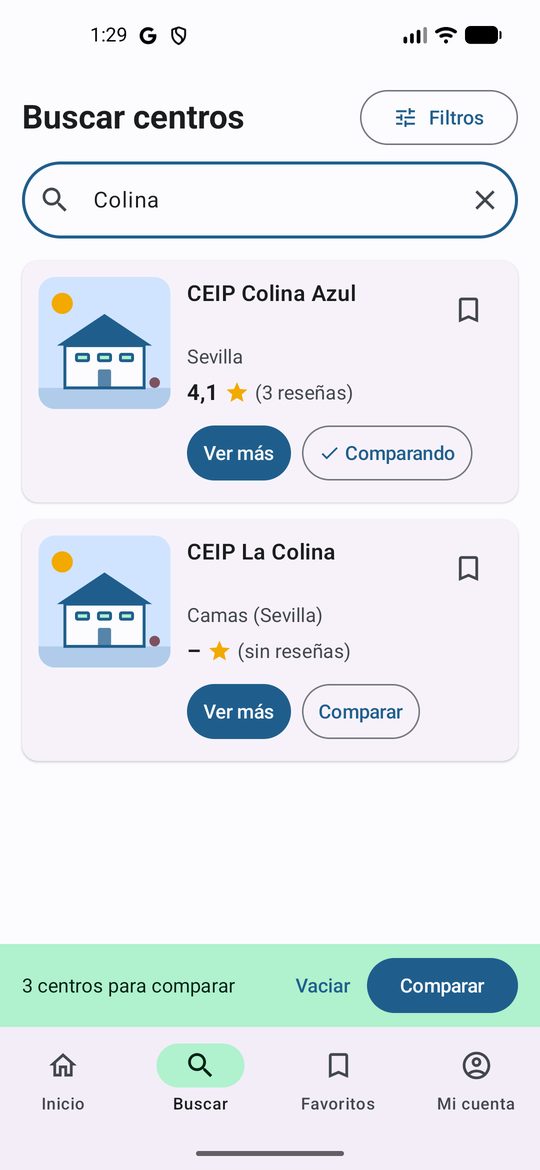 1:29
Buscar centros
Filtros
Colina
CEIP Colina Azul
Sevilla
4,1 (3 reseñas)
Ver más
Comparando
CEIP La Colina
Camas (Sevilla)
– (sin reseñas)
Ver más
Comparar
3 centros para comparar
Vaciar
Comparar
Inicio
Buscar
Favoritos
Mi cuenta